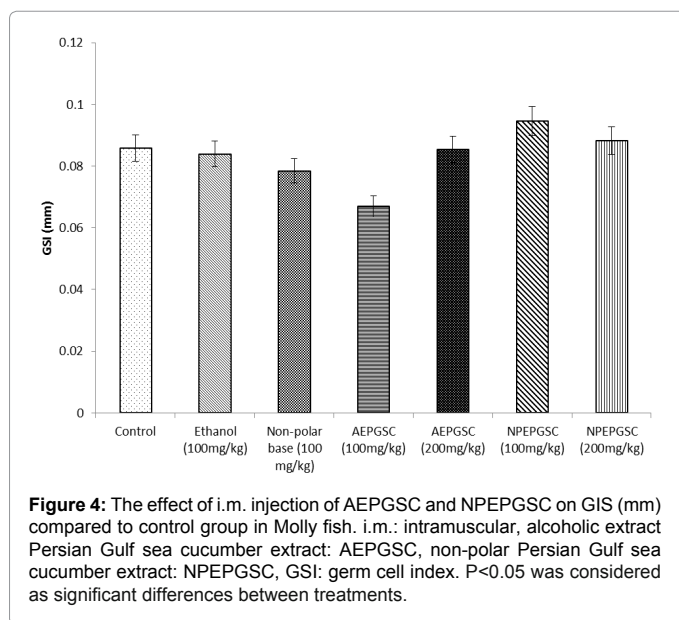 0.12
0.1
0.08
0.06
0.04
0.02
0
GSI (mm)
Control
Ethanol
(100mg/kg)
Non-polar
base (100
mg/kg)
AEPGSC
(100mg/kg)
AEPGSC
(200mg/kg)
NPEPGSC
(100mg/kg)
NPEPGSC
(200mg/kg)
Figure 4: The effect of i.m. injection of AEPGSC and NPEPGSC on GIS (mm)
compared to control group in Molly fish. i.m.: intramuscular, alcoholic extract
Persian Gulf sea cucumber extract: AEPGSC, non-polar Persian Gulf sea
cucumber extract: NPEPGSC, GSI: germ cell index. P<0.05 was considered
as significant differences between treatments.